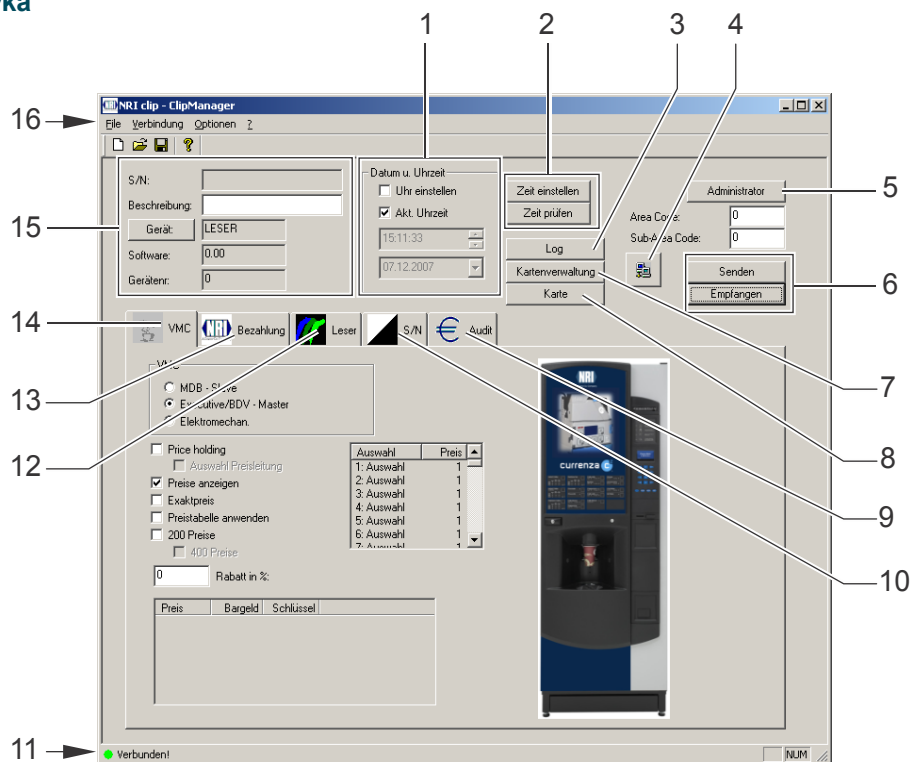 1 2 3 4
NRI clip - ClipManager
16
File Verbindung Optionen ?
S/N:
Beschreibung:
Gerät: LESER
Software: 0.00
Gerätenr: 0
15
Datum u. Uhrzeit
Uhr einstellen
Akt. Uhrzeit
15:11:33
07.12.2007
Zeit einstellen
Zeit prüfen
Log
Kartenverwaltung
Karte
Administrator
5
Area Code: 0
Sub-Area Code: 0
Senden
Empfangen
6
14
VMC
NRI Bezahlung
Leser
S/N
€ Audit
VMC
MDB - Slave
Executive/BDV - Master
Elektromechan.
13
12
Price holding
Auswahl Preisleitung
Preise anzeigen
Exaktpreis
Preistabelle anwenden
200 Preise
400 Preise
0 Rabatt in %:
Auswahl Preis
1: Auswahl 1
2: Auswahl 1
3: Auswahl 1
4: Auswahl 1
5: Auswahl 1
6: Auswahl 1
7: Auswahl 1
Preis Bargeld Schlüssel
NRI
currenza c
7
8
9
10
11
Verbunden!
NUM